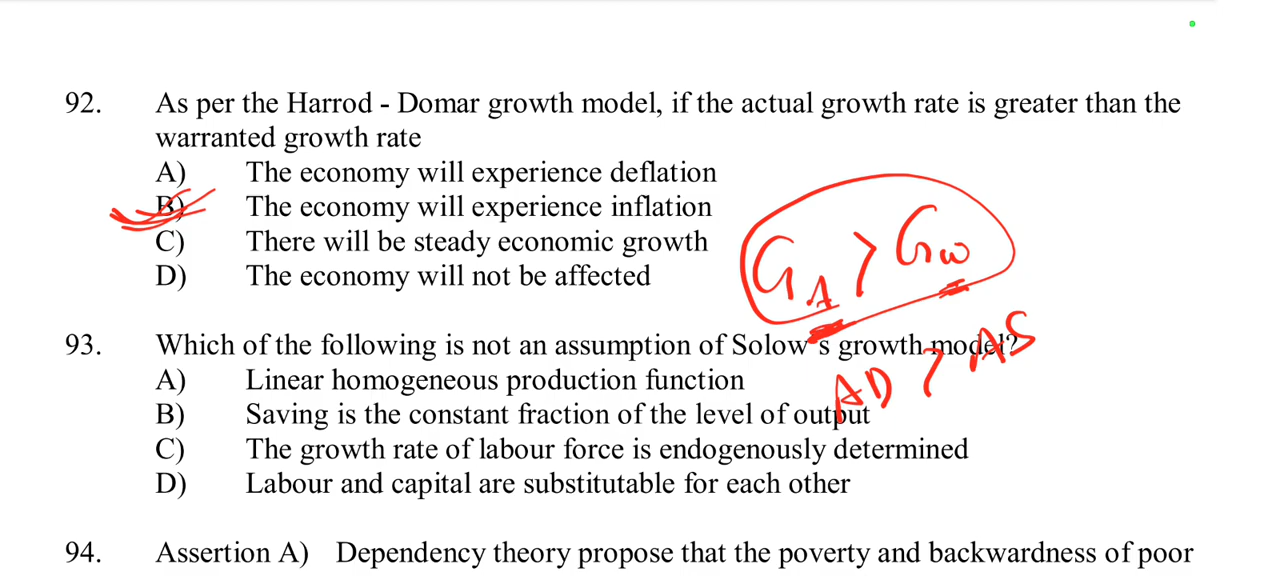 92. As per the Harrod - Domar growth model, if the actual growth rate is greater than the
warranted growth rate
A) The economy will experience deflation
B) The economy will experience inflation
C) There will be steady economic growth
D) The economy will not be affected
G_A > G_w
93. Which of the following is not an assumption of Solow's growth model?
AD > AS
A) Linear homogeneous production function
B) Saving is the constant fraction of the level of output
C) The growth rate of labour force is endogenously determined
D) Labour and capital are substitutable for each other
94. Assertion A) Dependency theory propose that the poverty and backwardness of poor